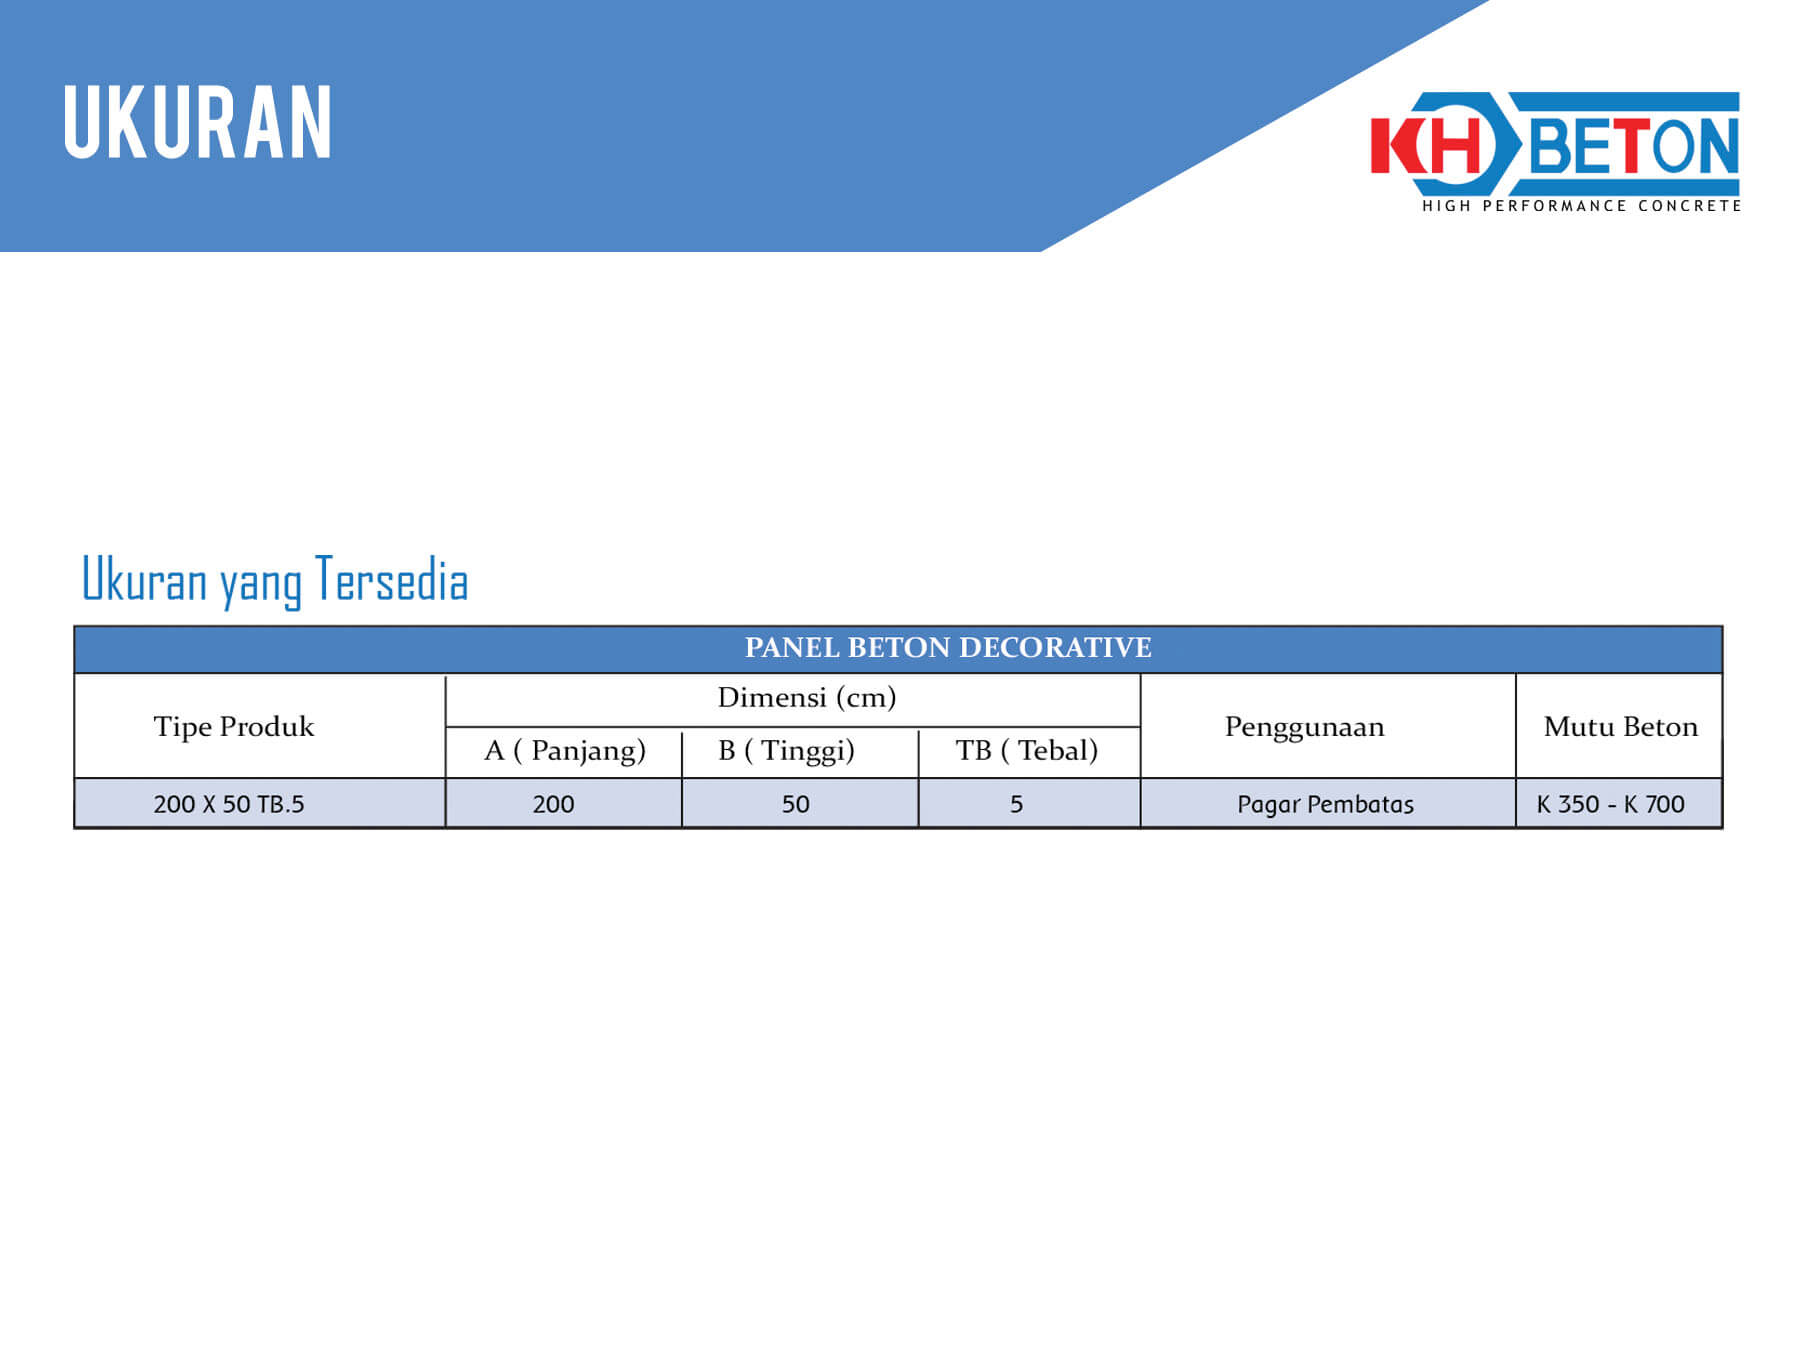 UKURAN
KH BETON
HIGH PERFORMANCE CONCRETE
Ukuran yang Tersedia
PANEL BETON DECORATIVE
Tipe Produk
Dimensi (cm)
A ( Panjang)
B ( Tinggi)
TB ( Tebal)
Penggunaan
Mutu Beton
200 X 50 TB.5
200
50
5
Pagar Pembatas
K 350 - K 700